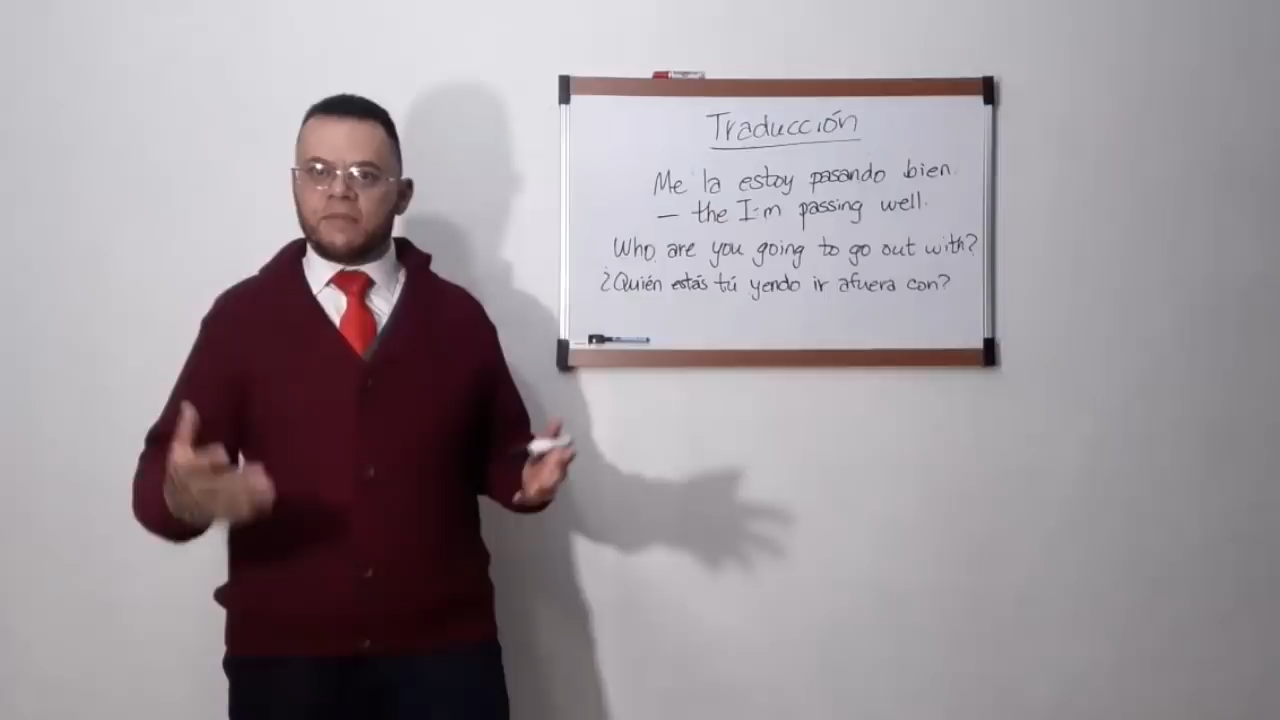 Traducción
Me la estoy pasando bien.
– the I'm passing well.
Who are you going to go out with?
¿Quién estás tú yendo ir afuera con?